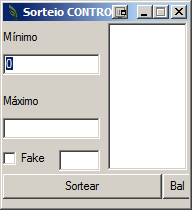 Sorteio CONTRO
Mínimo
0
Máximo
Fake
Sortear
Bal